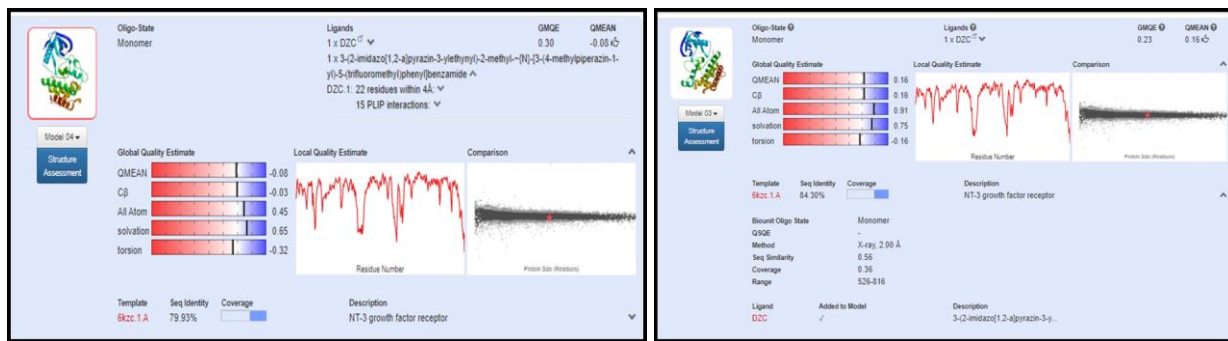 Oligo-State Ligands GMQE QMEAN
Monomer 1 x DZC 0.30 -0.08
1 x 3-(2-imidazo[1,2-a]pyrazin-3-ylethynyl)-2-methyl-~{N}-[3-(4-methylpiperazin-1-
yl)-5-(trifluoromethyl)phenyl]benzamide
DZC.1: 22 residues within 4Å:
15 PLIP interactions:
Model 04
Structure
Assessment
Global Quality Estimate Local Quality Estimate Comparison
QMEAN -0.08
Cβ -0.03
All Atom 0.45
solvation 0.65
torsion -0.32
Residue Number Protein Size (Residues)
Template Seq Identity Coverage Description
6kzc.1.A 79.93% NT-3 growth factor receptor
Oligo-State Ligands GMQE QMEAN
Monomer 1 x DZC 0.23 0.16
Global Quality Estimate Local Quality Estimate Comparison
QMEAN 0.16
Cβ 0.16
All Atom 0.91
solvation 0.75
torsion -0.16
Model 03
Structure
Assessment
Residue Number Protein Size (Residues)
Template Seq Identity Coverage Description
6kzc.1.A 84.30% NT-3 growth factor receptor
Biounit Oligo State Monomer
QSQE -
Method X-ray, 2.00 Å
Seq Similarity 0.56
Coverage 0.36
Range 526-816
Ligand Added to Model Description
DZC ✓ 3-(2-imidazo[1,2-a]pyrazin-3-y...